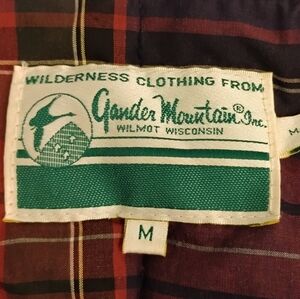 WILDERNESS CLOTHING FROM
Gander Mountain® Inc.
WILMOT WISCONSIN
M
M